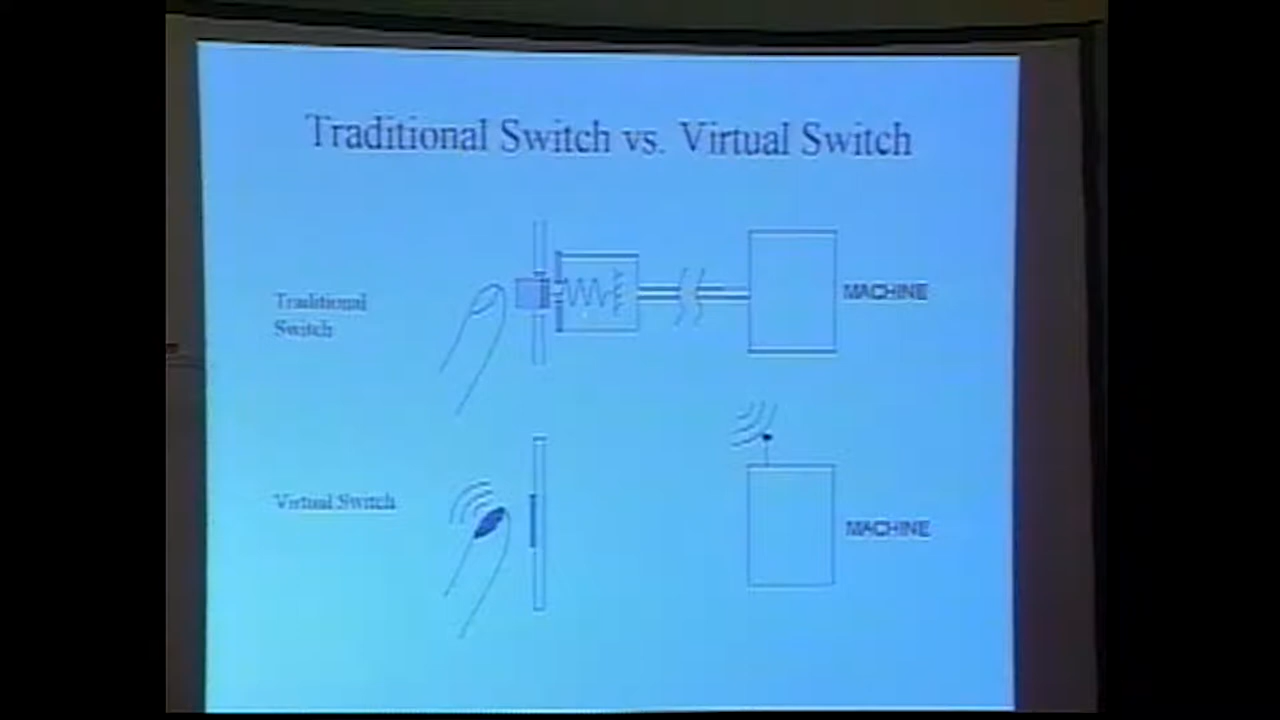 Traditional Switch vs. Virtual Switch
Traditional
Switch
MACHINE
Virtual Switch
MACHINE